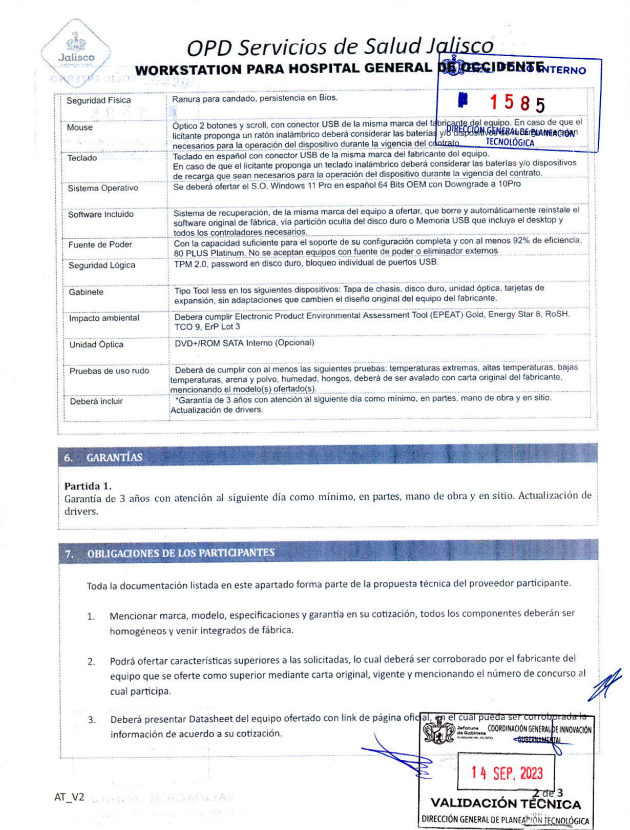 Jalisco
OPD Servicios de Salud Jalisco
WORKSTATION PARA HOSPITAL GENERAL DE OCCIDENTE
INTERNO
1585
DIRECCIÓN GENERAL DE PLANEACIÓN
TECNOLÓGICA
Seguridad Física
Ranura para candado, persistencia en Bios.
Mouse
Óptico 2 botones y scroll, con conector USB de la misma marca del fabricante del equipo. En caso de que el
licitante proponga un ratón inalámbrico deberá considerar las baterías y/o dispositivos
necesarios para la operación del dispositivo durante la vigencia del contrato.
Teclado
Teclado en español con conector USB de la misma marca del fabricante del equipo.
En caso de que el licitante proponga un teclado inalámbrico deberá considerar las baterías y/o dispositivos
de recarga que sean necesarios para la operación del dispositivo durante la vigencia del contrato.
Sistema Operativo
Se deberá ofertar el S.O. Windows 11 Pro en español 64 Bits OEM con Downgrade a 10Pro
Software Incluido
Sistema de recuperación, de la misma marca del equipo a ofertar, que borre y automáticamente reinstale el
software original de fábrica, vía partición oculta del disco duro o Memoria USB que incluya el desktop y
todos los controladores necesarios.
Fuente de Poder
Con la capacidad suficiente para el soporte de su configuración completa y con al menos 92% de eficiencia,
80 PLUS Platinum. No se aceptan equipos con fuente de poder o eliminador externos
Seguridad Lógica
TPM 2.0, password en disco duro, bloqueo individual de puertos USB.
Gabinete
Tipo Tool less en los siguientes dispositivos: Tapa de chasis, disco duro, unidad óptica, tarjetas de
expansión, sin adaptaciones que cambien el diseño original del equipo del fabricante.
Impacto ambiental
Debera cumplir Electronic Product Environmental Assessment Tool (EPEAT) Gold, Energy Star 8, RoSH,
TCO 9, ErP Lot 3
Unidad Óptica
DVD+/ROM SATA Interno (Opcional)
Pruebas de uso rudo
Deberá de cumplir con al menos las siguientes pruebas: temperaturas extremas, altas temperaturas, bajas
temperaturas, arena y polvo, humedad, hongos, deberá de ser avalado con carta original del fabricante,
mencionando el modelo(s) ofertado(s).
Deberá incluir
*Garantía de 3 años con atención al siguiente día como mínimo, en partes, mano de obra y en sitio.
Actualización de drivers.
6. GARANTÍAS
Partida 1.
Garantía de 3 años con atención al siguiente día como mínimo, en partes, mano de obra y en sitio. Actualización de
drivers.
7. OBLIGACIONES DE LOS PARTICIPANTES
Toda la documentación listada en este apartado forma parte de la propuesta técnica del proveedor participante.
1. Mencionar marca, modelo, especificaciones y garantía en su cotización, todos los componentes deberán ser
homogéneos y venir integrados de fábrica.
2. Podrá ofertar características superiores a las solicitadas, lo cual deberá ser corroborado por el fabricante del
equipo que se oferte como superior mediante carta original, vigente y mencionando el número de concurso al
cual participa.
3. Deberá presentar Datasheet del equipo ofertado con link de página oficial, en el cual pueda ser corroborada la
información de acuerdo a su cotización.
Jefatura
de Gabinete
COORDINACIÓN GENERAL DE INNOVACIÓN
GUBERNAMENTAL
14 SEP. 2023
AT_V2
2 de 3
VALIDACIÓN TÉCNICA
DIRECCIÓN GENERAL DE PLANEACIÓN TECNOLÓGICA